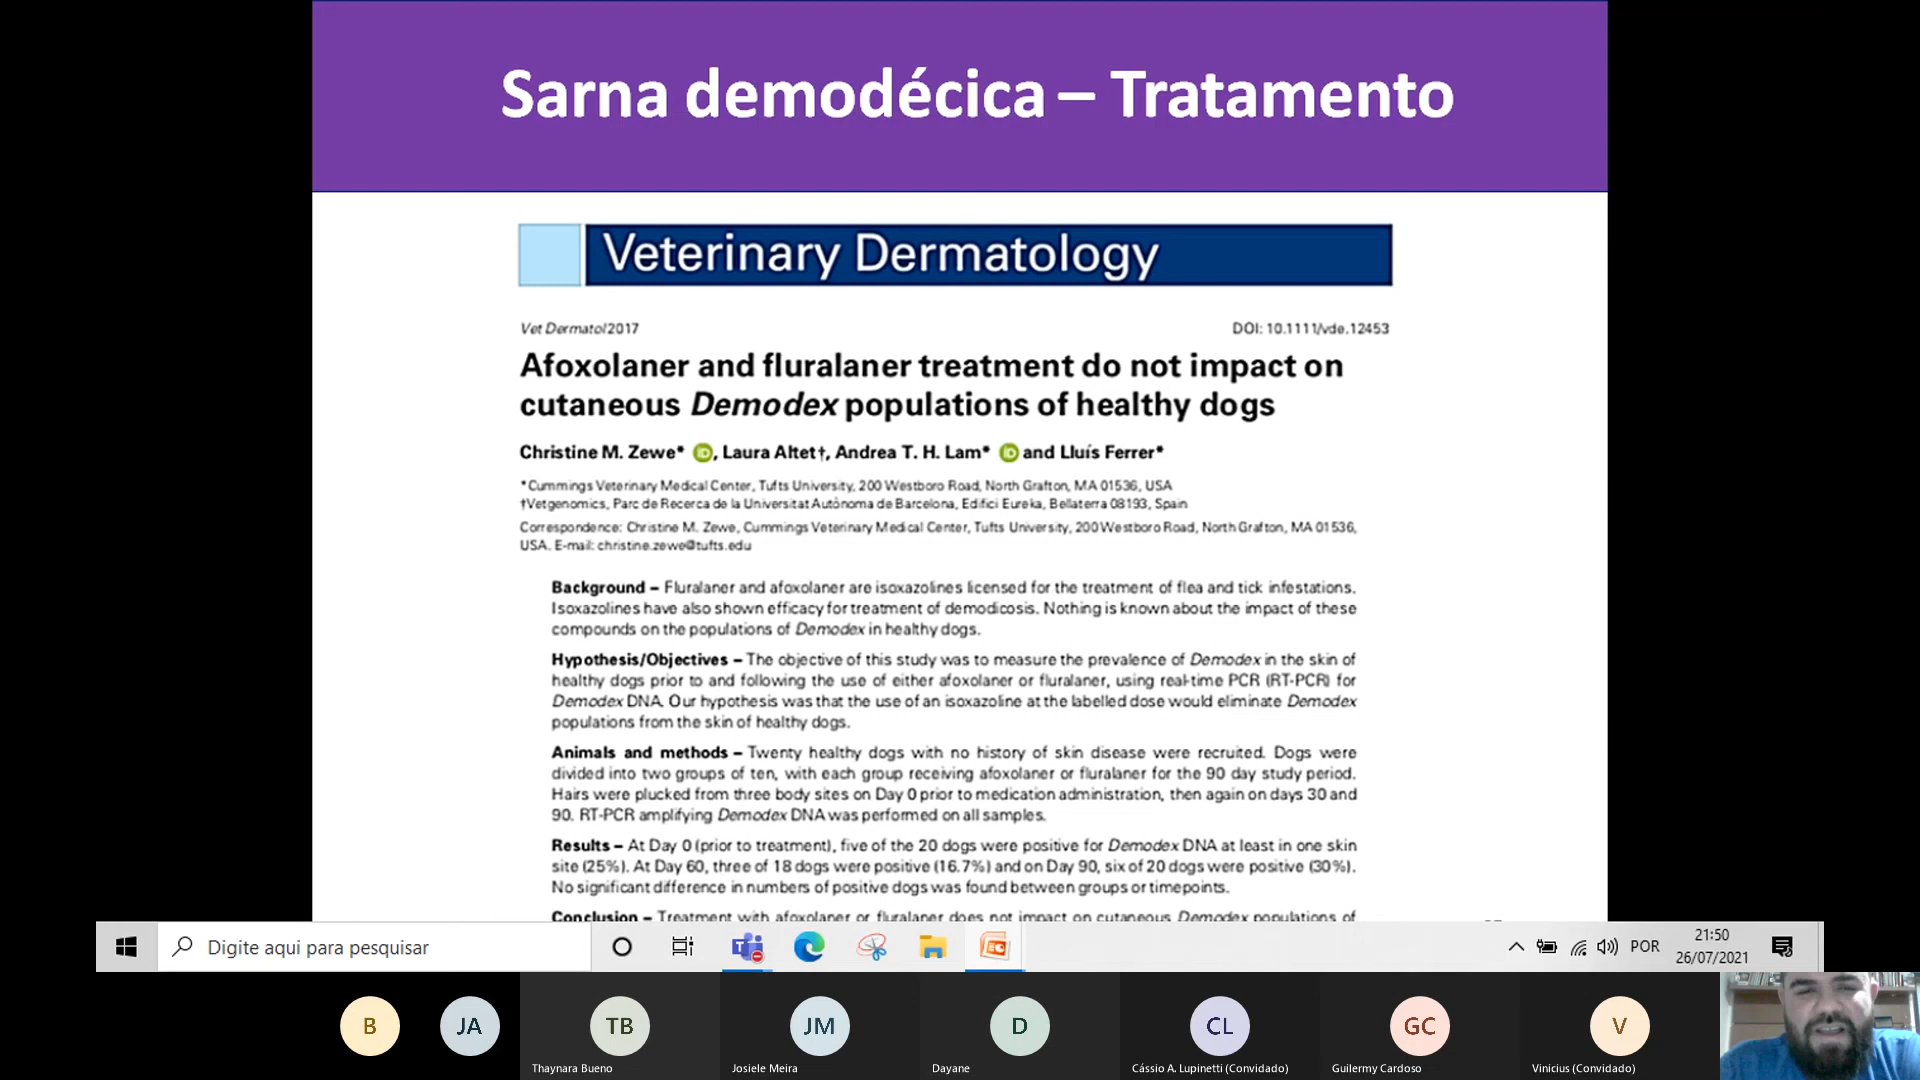 Sarna demodécica – Tratamento
Veterinary Dermatology
Vet Dermatol 2017
DOI: 10.1111/vde.12453
Afoxolaner and fluralaner treatment do not impact on
cutaneous Demodex populations of healthy dogs
Christine M. Zewe* iD, Laura Altet†, Andrea T. H. Lam* iD and Lluís Ferrer*
*Cummings Veterinary Medical Center, Tufts University, 200 Westboro Road, North Grafton, MA 01536, USA
†Vetgenomics, Parc de Recerca de la Universitat Autònoma de Barcelona, Edifici Eureka, Bellaterra 08193, Spain
Correspondence: Christine M. Zewe, Cummings Veterinary Medical Center, Tufts University, 200 Westboro Road, North Grafton, MA 01536,
USA. E-mail: christine.zewe@tufts.edu
Background – Fluralaner and afoxolaner are isoxazolines licensed for the treatment of flea and tick infestations.
Isoxazolines have also shown efficacy for treatment of demodicosis. Nothing is known about the impact of these
compounds on the populations of Demodex in healthy dogs.
Hypothesis/Objectives – The objective of this study was to measure the prevalence of Demodex in the skin of
healthy dogs prior to and following the use of either afoxolaner or fluralaner, using real-time PCR (RT-PCR) for
Demodex DNA. Our hypothesis was that the use of an isoxazoline at the labelled dose would eliminate Demodex
populations from the skin of healthy dogs.
Animals and methods – Twenty healthy dogs with no history of skin disease were recruited. Dogs were
divided into two groups of ten, with each group receiving afoxolaner or fluralaner for the 90 day study period.
Hairs were plucked from three body sites on Day 0 prior to medication administration, then again on days 30 and
90. RT-PCR amplifying Demodex DNA was performed on all samples.
Results – At Day 0 (prior to treatment), five of the 20 dogs were positive for Demodex DNA at least in one skin
site (25%). At Day 60, three of 18 dogs were positive (16.7%) and on Day 90, six of 20 dogs were positive (30%).
No significant difference in numbers of positive dogs was found between groups or timepoints.
Conclusion – Treatment with afoxolaner or fluralaner does not impact on cutaneous Demodex populations of
Digite aqui para pesquisar
POR
21:50
26/07/2021
B
JA
TB
JM
D
CL
GC
V
Thaynara Bueno
Josiele Meira
Dayane
Cássio A. Lupinetti (Convidado)
Guilermy Cardoso
Vinicius (Convidado)